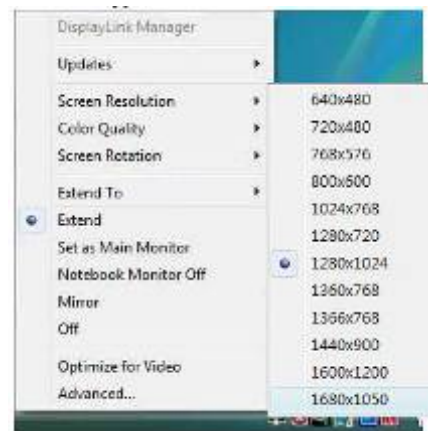 DisplayLink Manager
Updates
Screen Resolution
Color Quality
Screen Rotation
Extend To
Extend
Set as Main Monitor
Notebook Monitor Off
Mirror
Off
Optimize for Video
Advanced...
640x480
720x480
768x576
800x600
1024x768
1280x720
1280x1024
1360x768
1366x768
1440x900
1600x1200
1680x1050